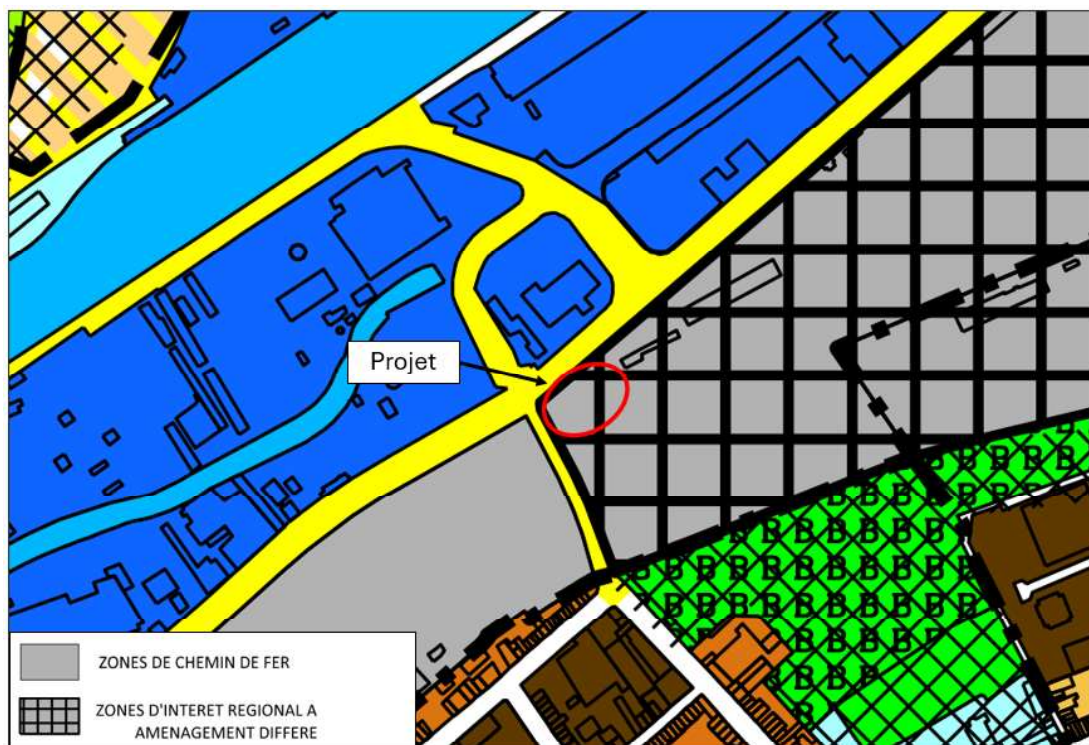 Projet
B B B B
B B B B B B B
B B B B B B B B B
B B B B B B B B B B B
B B B B B B B B B
B B B B B B B
B B B
ZONES DE CHEMIN DE FER
ZONES D'INTERET REGIONAL A
AMENAGEMENT DIFFERE